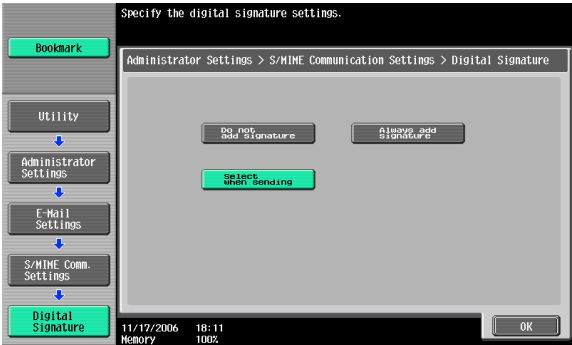 Specify the digital signature settings.
Bookmark
Administrator Settings > S/MIME Communication Settings > Digital Signature
Utility
Administrator
Settings
E-Mail
Settings
S/MIME Comm.
Settings
Digital
Signature
Do not
add signature
Always add
signature
Select
when sending
11/17/2006 18:11
Memory 100%
OK